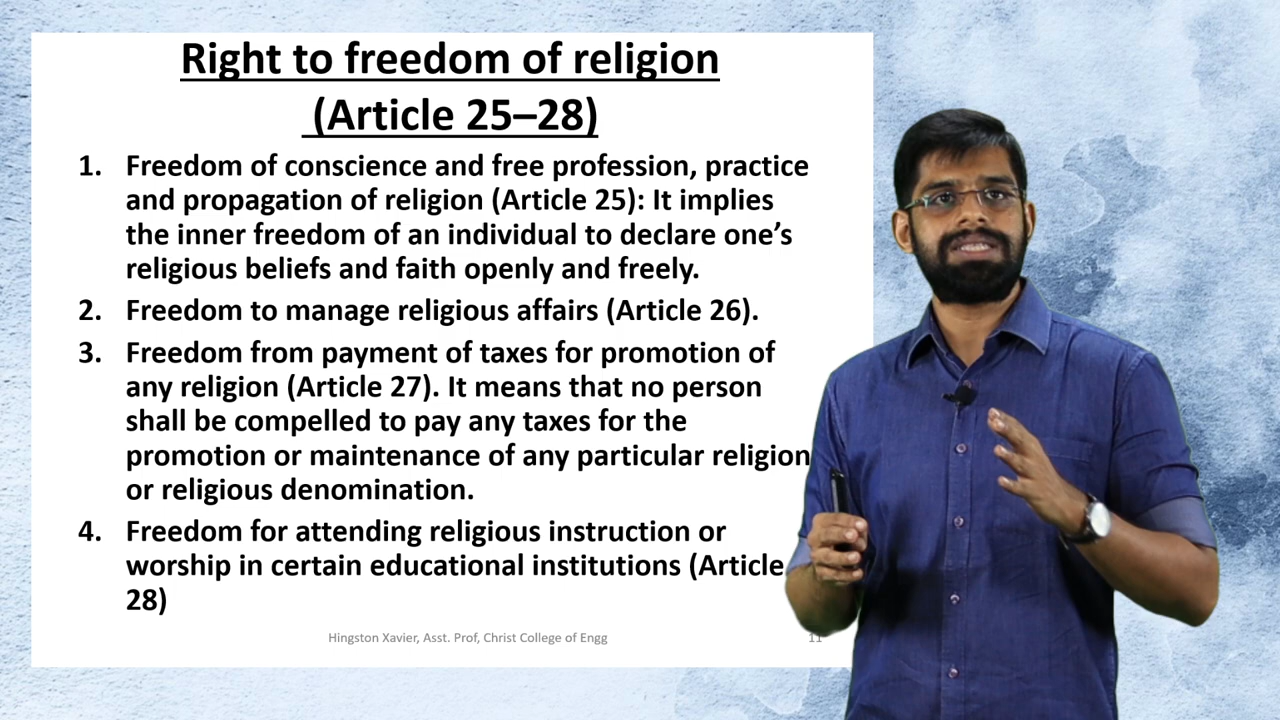 Right to freedom of religion
(Article 25–28)
1. Freedom of conscience and free profession, practice
and propagation of religion (Article 25): It implies
the inner freedom of an individual to declare one’s
religious beliefs and faith openly and freely.
2. Freedom to manage religious affairs (Article 26).
3. Freedom from payment of taxes for promotion of
any religion (Article 27). It means that no person
shall be compelled to pay any taxes for the
promotion or maintenance of any particular religion
or religious denomination.
4. Freedom for attending religious instruction or
worship in certain educational institutions (Article
28)
Hingston Xavier, Asst. Prof, Christ College of Engg
11